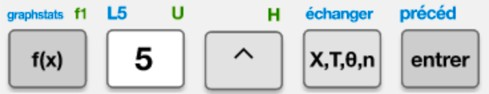 graphstats f1 L5 U H échanger précéd
f(x) 5 ^ X,T,θ,n entrer